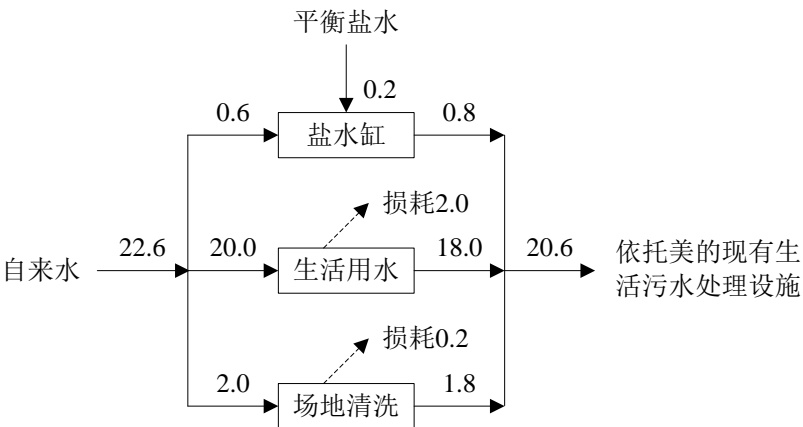 平衡盐水
0.2
0.6
盐水缸
0.8
损耗2.0
自来水
22.6
20.0
生活用水
18.0
20.6
依托美的现有生
活污水处理设施
损耗0.2
2.0
场地清洗
1.8